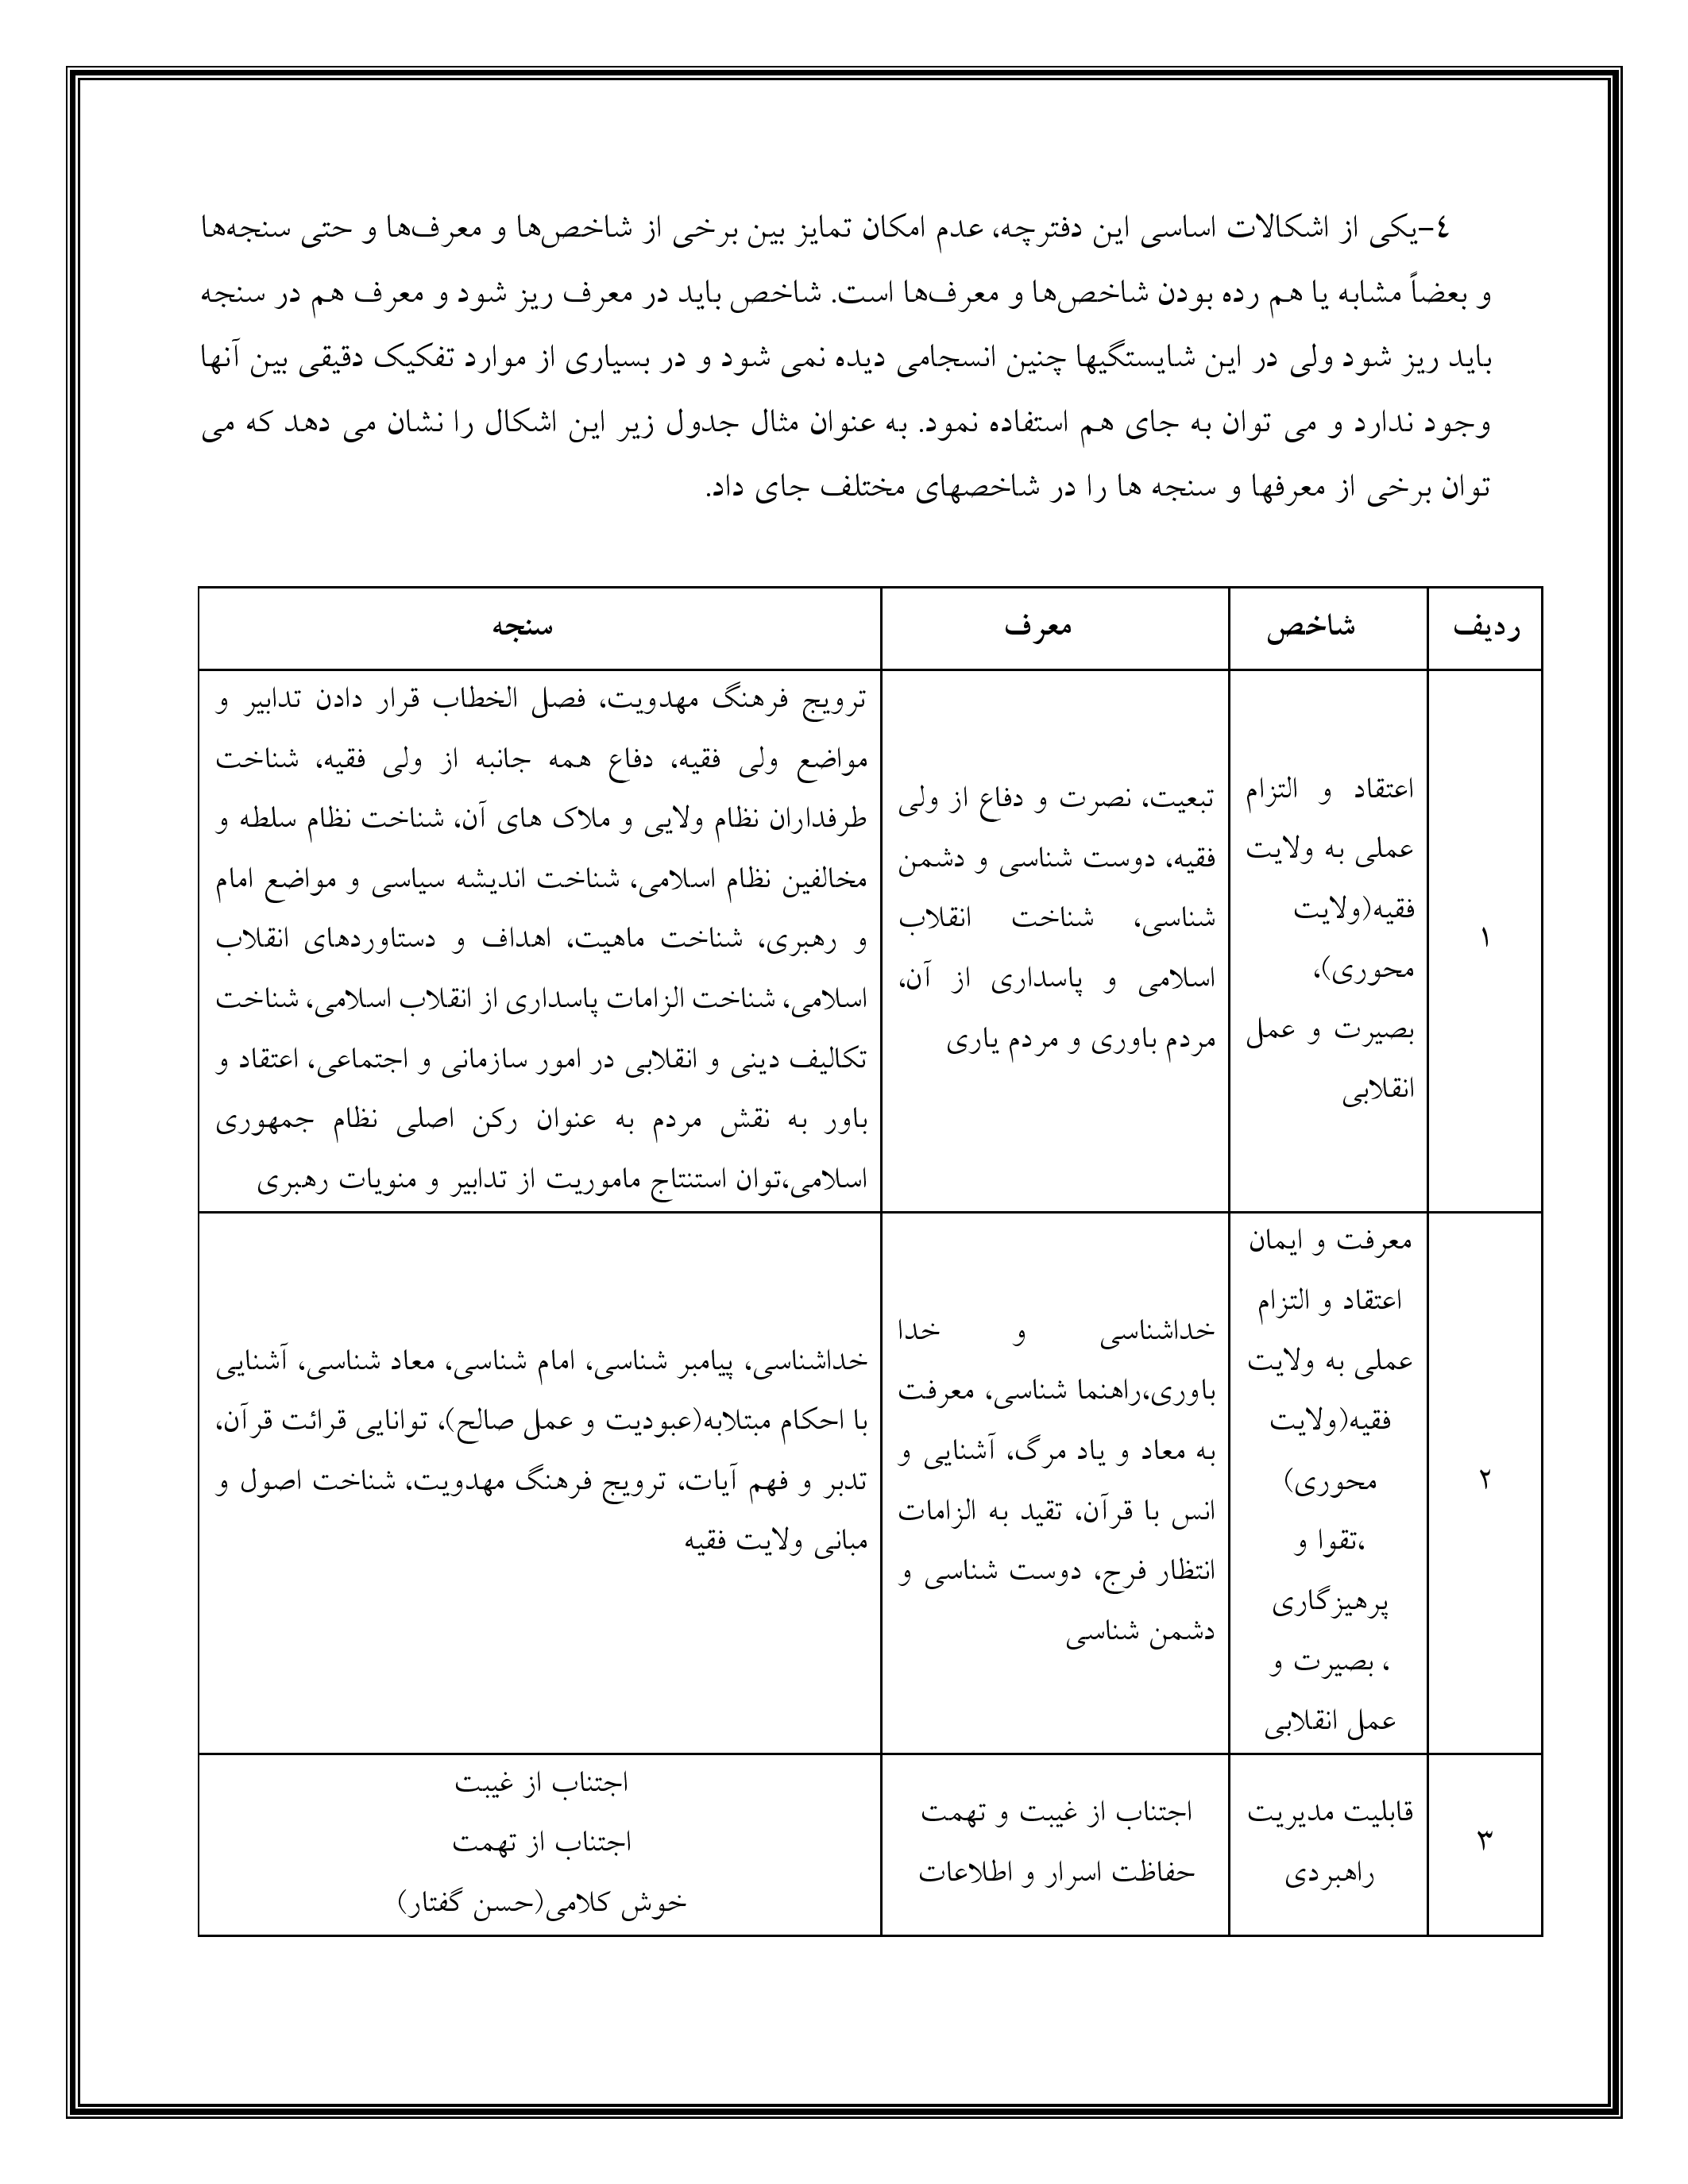 ٤-یکی از اشکالات اساسی این دفترچه، عدم امکان تمایز بین برخی از شاخص‌ها و معرف‌ها و حتی سنجه‌ها
و بعضاً مشابه یا هم رده بودن شاخص‌ها و معرف‌ها است. شاخص باید در معرف ریز شود و معرف هم در سنجه
باید ریز شود ولی در این شایستگیها چنین انسجامی دیده نمی شود و در بسیاری از موارد تفکیک دقیقی بین آنها
وجود ندارد و می توان به جای هم استفاده نمود. به عنوان مثال جدول زیر این اشکال را نشان می دهد که می
توان برخی از معرفها و سنجه ها را در شاخصهای مختلف جای داد.
ردیف
شاخص
معرف
سنجه
۱
اعتقاد و التزام
عملی به ولایت
فقیه(ولایت
محوری)،
بصیرت و عمل
انقلابی
تبعیت، نصرت و دفاع از ولی
فقیه، دوست شناسی و دشمن
شناسی، شناخت انقلاب
اسلامی و پاسداری از آن،
مردم باوری و مردم یاری
ترویج فرهنگ مهدویت، فصل الخطاب قرار دادن تدابیر و
مواضع ولی فقیه، دفاع همه جانبه از ولی فقیه، شناخت
طرفداران نظام ولایی و ملاک های آن، شناخت نظام سلطه و
مخالفین نظام اسلامی، شناخت اندیشه سیاسی و مواضع امام
و رهبری، شناخت ماهیت، اهداف و دستاوردهای انقلاب
اسلامی، شناخت الزامات پاسداری از انقلاب اسلامی، شناخت
تکالیف دینی و انقلابی در امور سازمانی و اجتماعی، اعتقاد و
باور به نقش مردم به عنوان رکن اصلی نظام جمهوری
اسلامی،توان استنتاج ماموریت از تدابیر و منویات رهبری
۲
معرفت و ایمان
اعتقاد و التزام
عملی به ولایت
فقیه(ولایت
محوری)
،تقوا و
پرهیزگاری
، بصیرت و
عمل انقلابی
خداشناسی و خدا
باوری،راهنما شناسی، معرفت
به معاد و یاد مرگ، آشنایی و
انس با قرآن، تقید به الزامات
انتظار فرج، دوست شناسی و
دشمن شناسی
خداشناسی، پیامبر شناسی، امام شناسی، معاد شناسی، آشنایی
با احکام مبتلابه(عبودیت و عمل صالح)، توانایی قرائت قرآن،
تدبر و فهم آیات، ترویج فرهنگ مهدویت، شناخت اصول و
مبانی ولایت فقیه
۳
قابلیت مدیریت
راهبردی
اجتناب از غیبت و تهمت
حفاظت اسرار و اطلاعات
اجتناب از غیبت
اجتناب از تهمت
خوش کلامی(حسن گفتار)